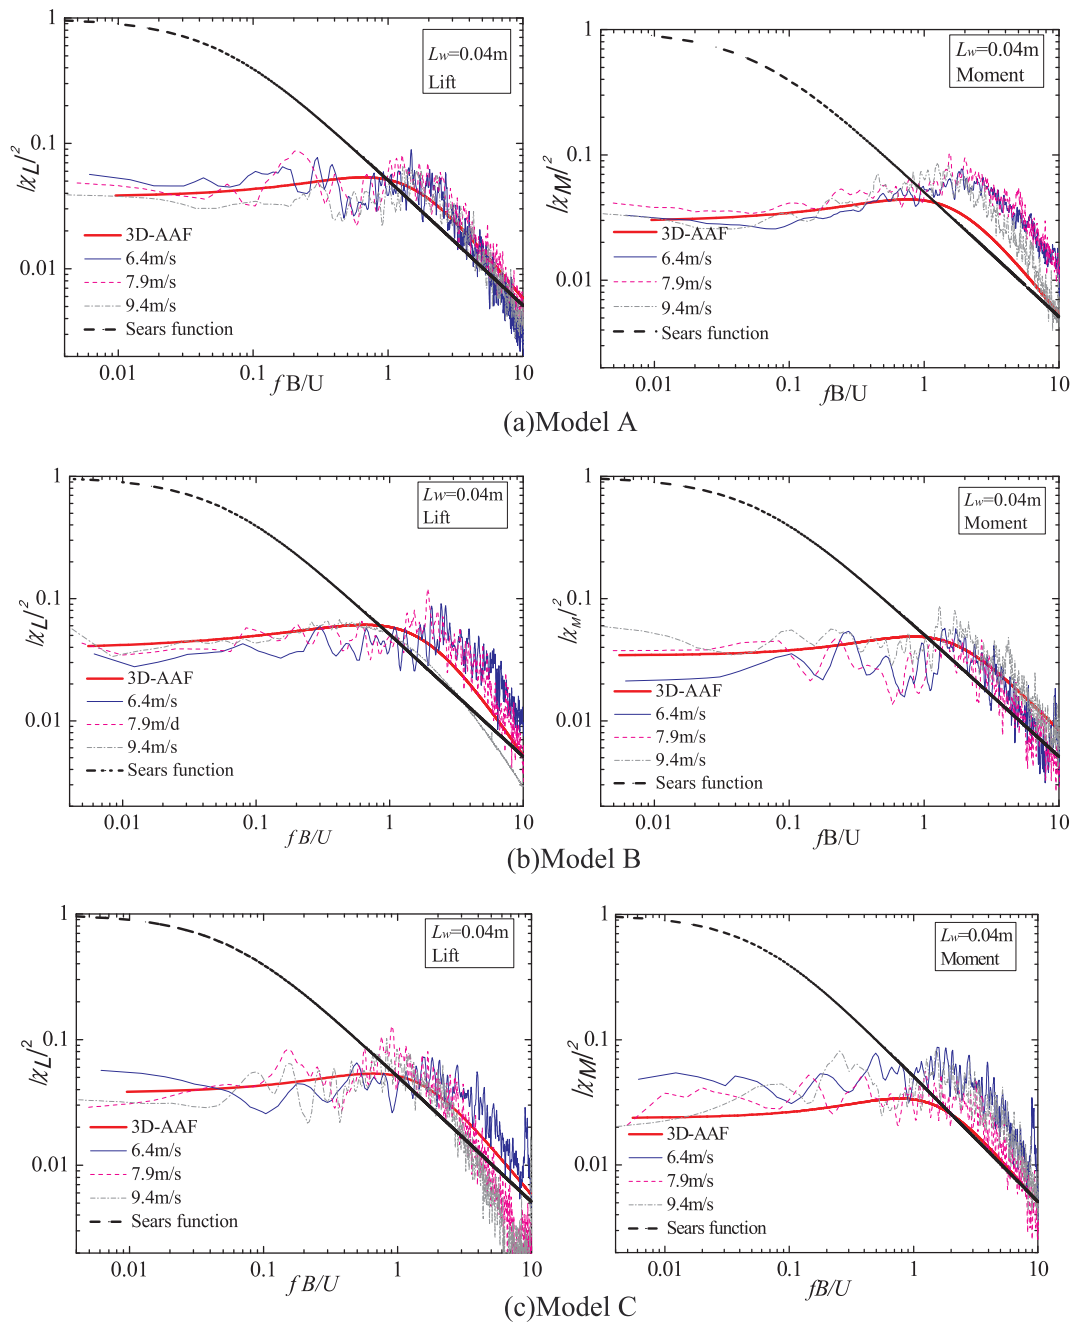 1
0.1
0.01
|χL|²
Lw=0.04m
Lift
3D-AAF
6.4m/s
7.9m/s
9.4m/s
Sears function
0.01
0.1
1
10
fB/U
1
0.1
0.01
|χM|²
Lw=0.04m
Moment
3D-AAF
6.4m/s
7.9m/s
9.4m/s
Sears function
0.01
0.1
1
10
fB/U
(a)Model A
1
0.1
0.01
|χL|²
Lw=0.04m
Lift
3D-AAF
6.4m/s
7.9m/d
9.4m/s
Sears function
0.01
0.1
1
10
fB/U
1
0.1
0.01
|χM|²
Lw=0.04m
Moment
3D-AAF
6.4m/s
7.9m/s
9.4m/s
Sears function
0.01
0.1
1
10
fB/U
(b)Model B
1
0.1
0.01
|χL|²
Lw=0.04m
Lift
3D-AAF
6.4m/s
7.9m/s
9.4m/s
Sears function
0.01
0.1
1
10
fB/U
1
0.1
0.01
|χM|²
Lw=0.04m
Moment
3D-AAF
6.4m/s
7.9m/s
9.4m/s
Sears function
0.01
0.1
1
10
fB/U
(c)Model C